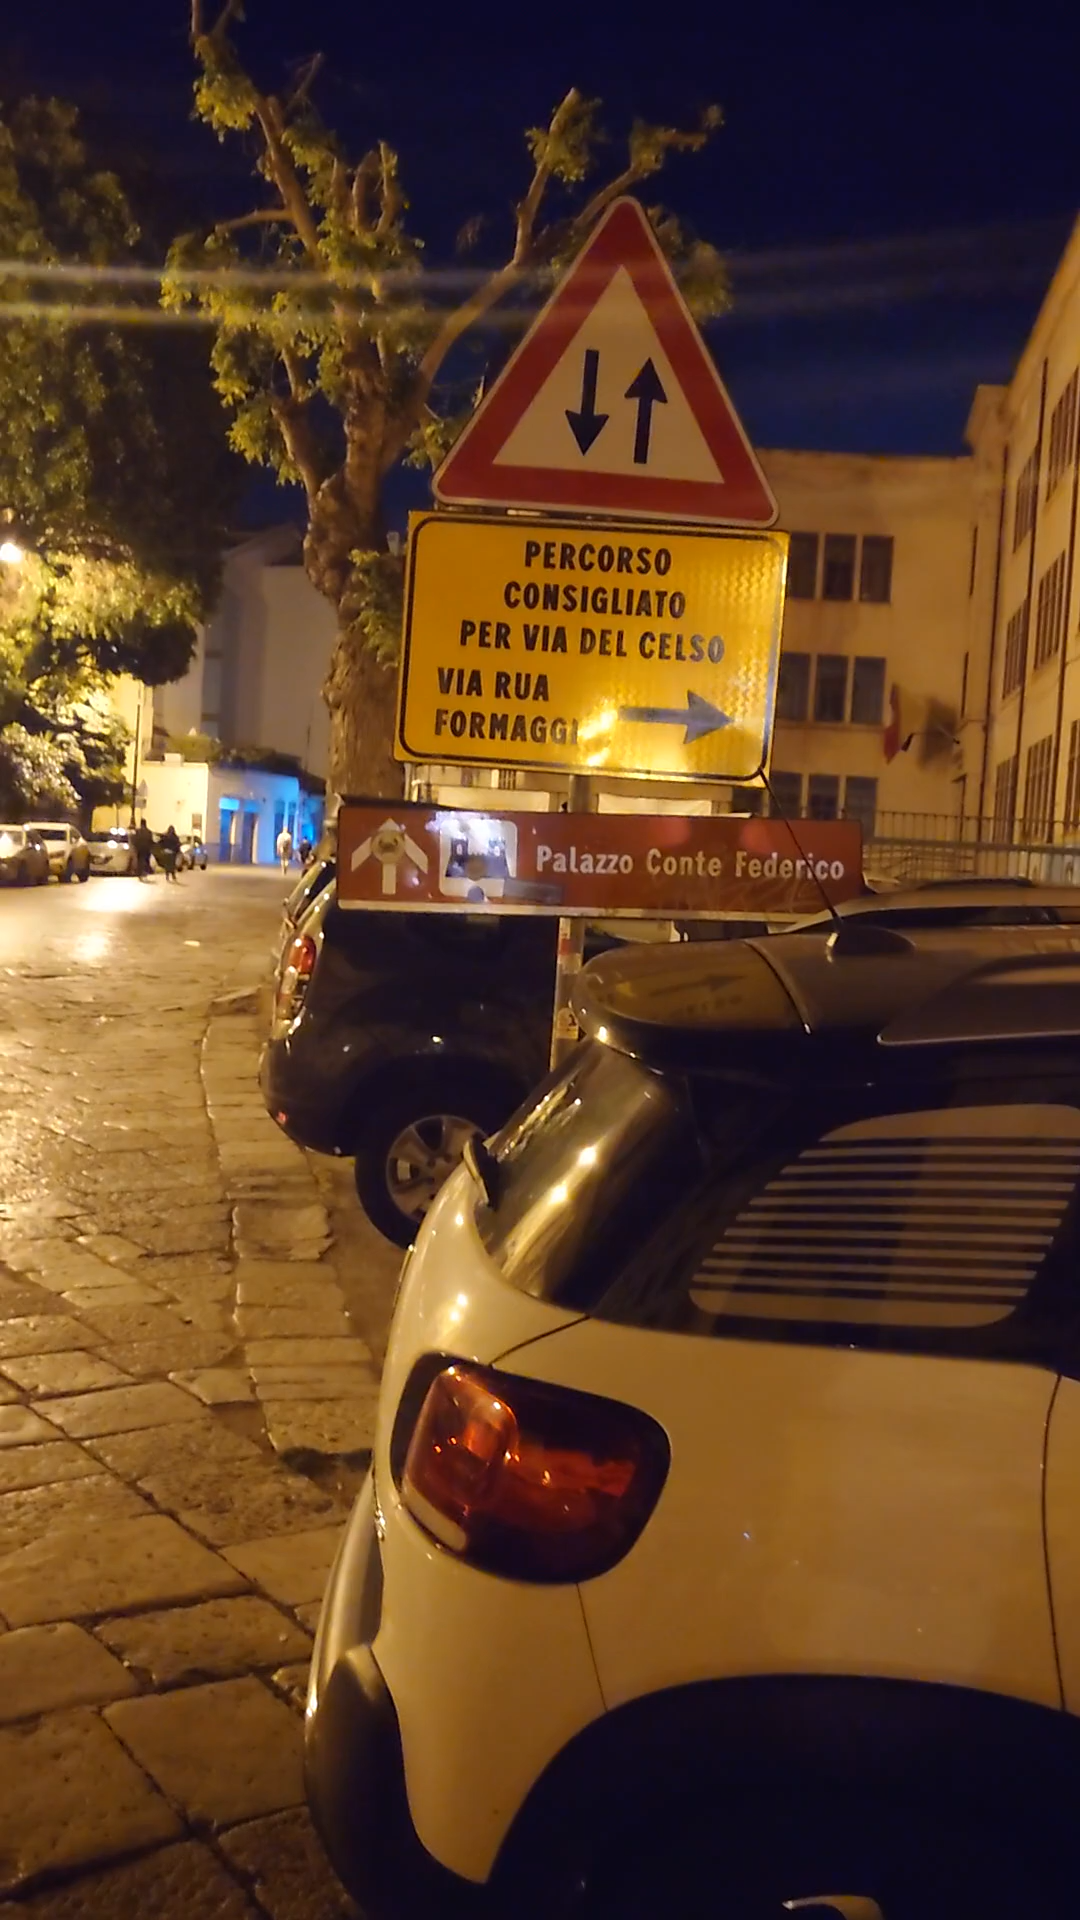 PERCORSO
CONSIGLIATO
PER VIA DEL CELSO
VIA RUA
FORMAGGI
Palazzo Conte Federico